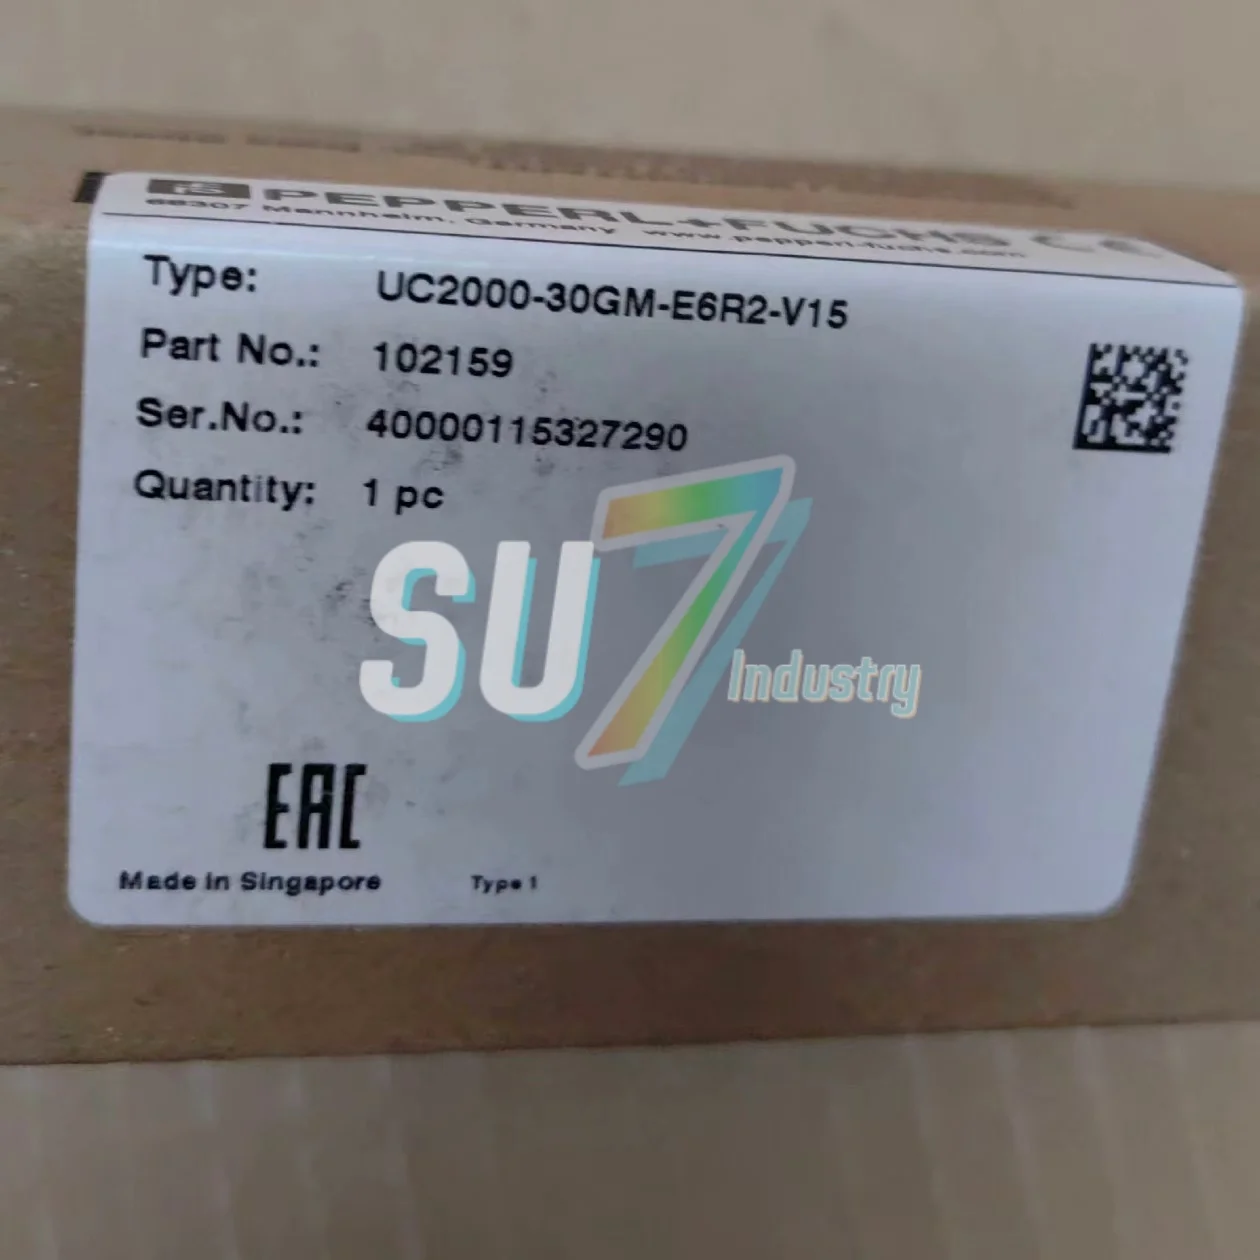 PEPPERL+FUCHS CE
68307 Mannheim. Germany www.pepperl-fuchs.com
Type: UC2000-30GM-E6R2-V15
Part No.: 102159
Ser.No.: 40000115327290
Quantity: 1 pc
SU7 Industry
EAC
Made in Singapore Type 1